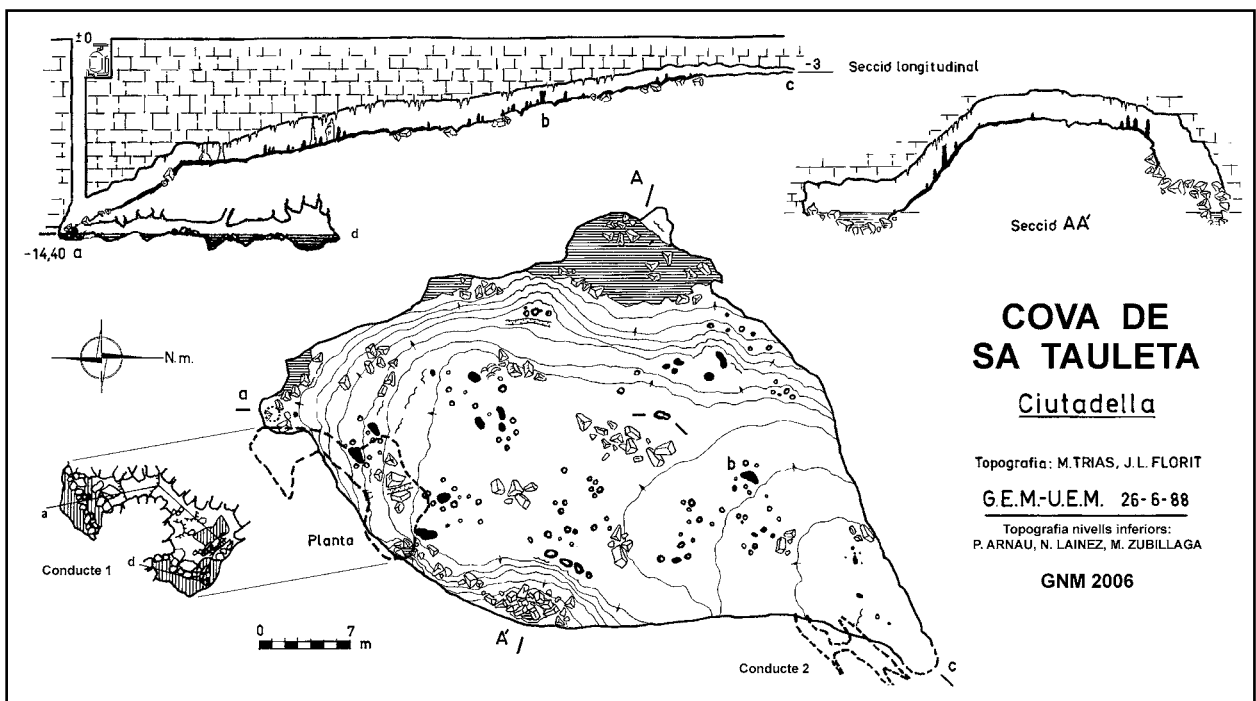 ±0
-3
c
Secció longitudinal
b
-14,40 a
d
Secció AA'
A
N.m.
a
b
Planta
a
d
Conducte 1
0 7
m
A'
Conducte 2
c
COVA DE
SA TAULETA
Ciutadella
Topografia: M.TRIAS, J.L. FLORIT
G.E.M.-U.E.M. 26-6-88
Topografia nivells inferiors:
P. ARNAU, N. LAINEZ, M. ZUBILLAGA
GNM 2006